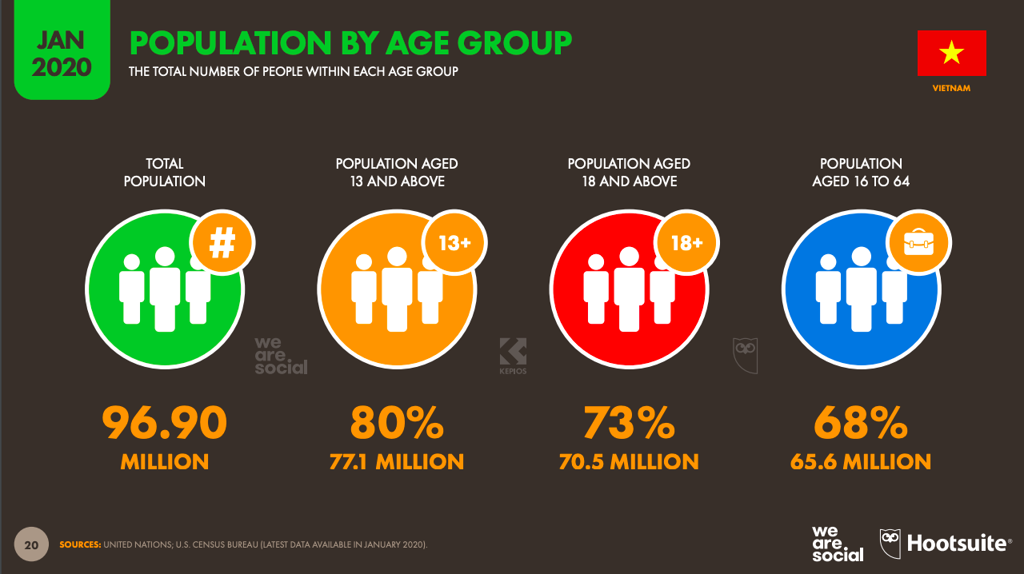 JAN
2020
POPULATION BY AGE GROUP
THE TOTAL NUMBER OF PEOPLE WITHIN EACH AGE GROUP
VIETNAM
TOTAL
POPULATION
POPULATION AGED
13 AND ABOVE
POPULATION AGED
18 AND ABOVE
POPULATION
AGED 16 TO 64
#
13+
18+
we
are
social
KEPIOS
96.90
MILLION
80%
77.1 MILLION
73%
70.5 MILLION
68%
65.6 MILLION
20
SOURCES: UNITED NATIONS; U.S. CENSUS BUREAU (LATEST DATA AVAILABLE IN JANUARY 2020).
we
are
social
Hootsuite®